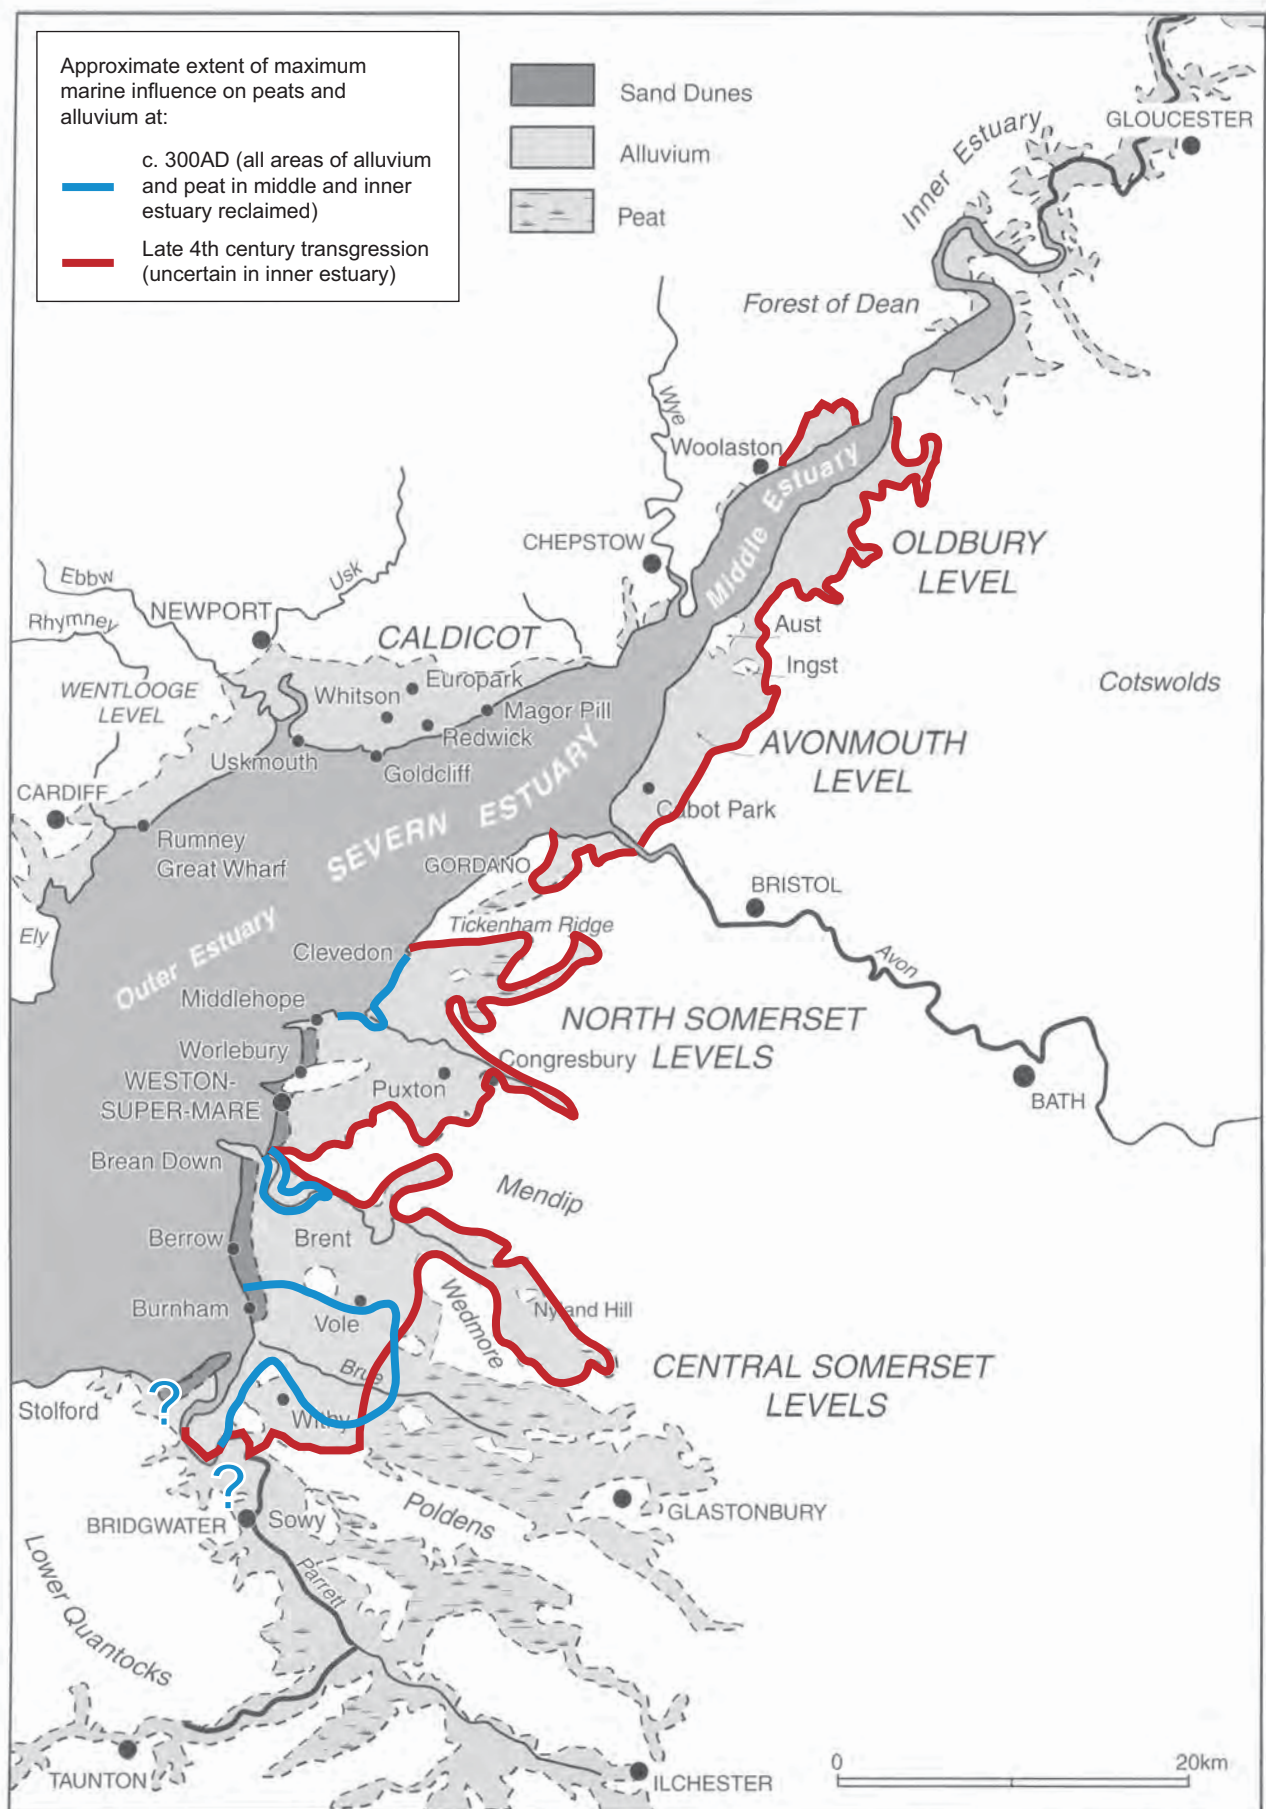 Approximate extent of maximum
marine influence on peats and
alluvium at:
c. 300AD (all areas of alluvium
and peat in middle and inner
estuary reclaimed)
Late 4th century transgression
(uncertain in inner estuary)
Sand Dunes
Alluvium
Peat
GLOUCESTER
Inner Estuary
Forest of Dean
Wye
Woolaston
Middle Estuary
CHEPSTOW
OLDBURY
LEVEL
Ebbw
Usk
Rhymney
NEWPORT
CALDICOT
Aust
Ingst
Cotswolds
WENTLOOGE
LEVEL
Whitson
Europark
Magor Pill
Redwick
Uskmouth
Goldcliff
AVONMOUTH
LEVEL
CARDIFF
Cabot Park
Rumney
Great Wharf
SEVERN ESTUARY
GORDANO
BRISTOL
Ely
Outer Estuary
Tickenham Ridge
Clevedon
Avon
Middlehope
NORTH SOMERSET
LEVELS
Worlebury
Congresbury
WESTON-
SUPER-MARE
Puxton
BATH
Brean Down
Mendip
Berrow
Brent
Burnham
Vole
Wedmore
Nyland Hill
Brue
CENTRAL SOMERSET
LEVELS
Stolford
?
Withy
?
Poldens
GLASTONBURY
BRIDGWATER
Sowy
Parrett
Lower Quantocks
TAUNTON
ILCHESTER
0
20km